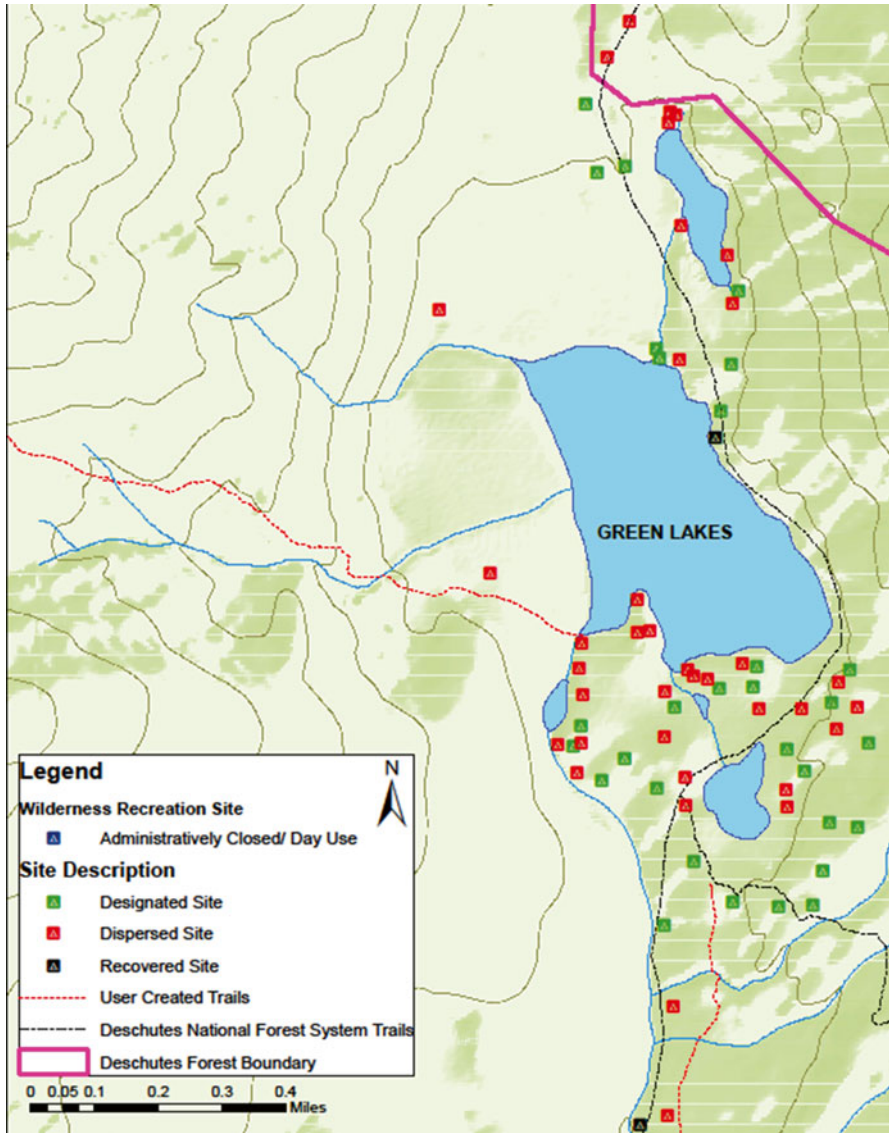 GREEN LAKES
Legend
N
Wilderness Recreation Site
Administratively Closed/ Day Use
Site Description
Designated Site
Dispersed Site
Recovered Site
User Created Trails
Deschutes National Forest System Trails
Deschutes Forest Boundary
0 0.05 0.1 0.2 0.3 0.4
Miles